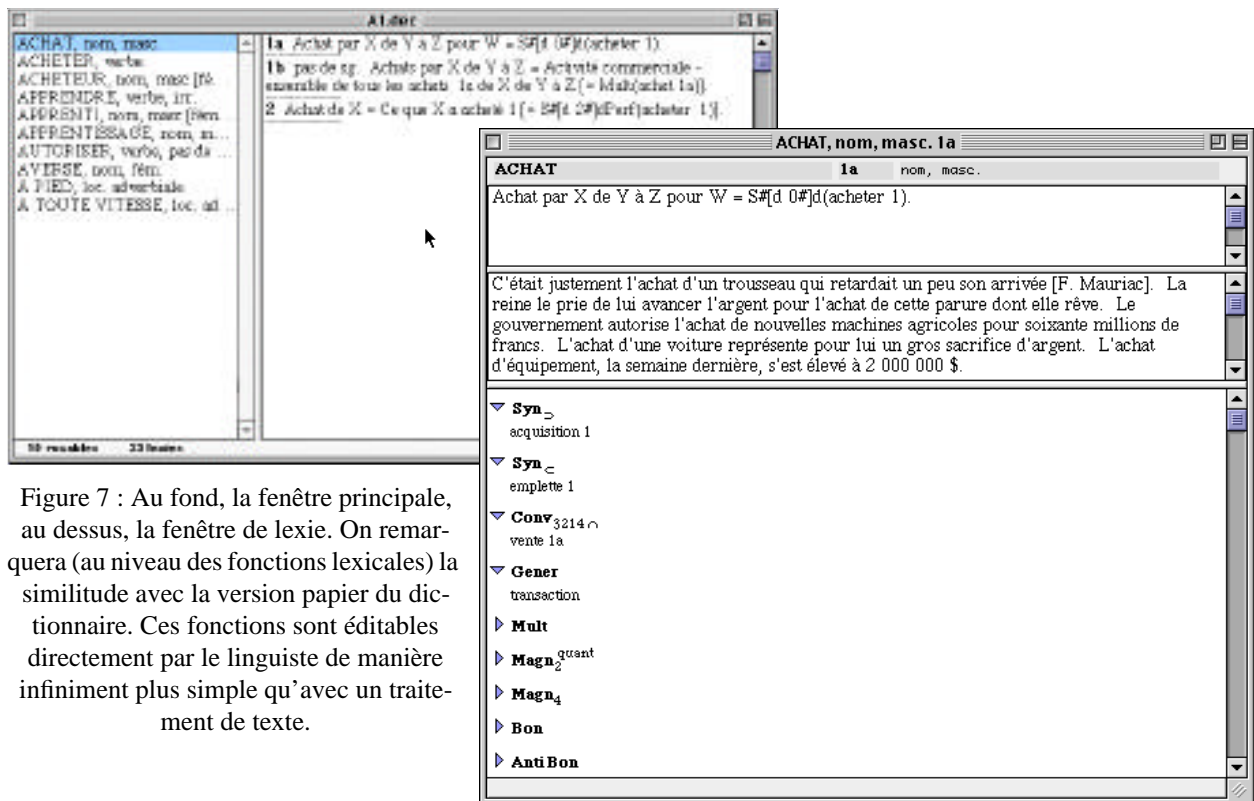 A1.dec
ACHAT, nom, masc
ACHETER, verbe
ACHETEUR, nom, masc [fé.
APPRENDRE, verbe, irr.
APPRENTI, nom, masc [fém
APPRENTISSAGE, nom, m...
AUTORISER, verbe, pas de ...
AVERSE, nom, fém.
A PIED, loc. adverbiale
A TOUTE VITESSE, loc. ad ...
1a Achat par X de Y à Z pour W = S#[d 0#]d(acheter 1).
1b pas de sg. Achats par X de Y à Z = Activité commerciale -
ensemble de tous les achats 1a de X de Y à Z [= Mult(achat 1a)].
2 Achat de X = Ce que X a acheté 1 [= S#[d 2#]dPerf(acheter 1)].
10 vocables 23 lexies
ACHAT, nom, masc. 1a
ACHAT 1a nom, masc.
Achat par X de Y à Z pour W = S#[d 0#]d(acheter 1).
C'était justement l'achat d'un trousseau qui retardait un peu son arrivée [F. Mauriac]. La
reine le prie de lui avancer l'argent pour l'achat de cette parure dont elle rêve. Le
gouvernement autorise l'achat de nouvelles machines agricoles pour soixante millions de
francs. L'achat d'une voiture représente pour lui un gros sacrifice d'argent. L'achat
d'équipement, la semaine dernière, s'est élevé à 2 000 000 $.
Syn⊃
acquisition 1
Syn⊂
emplette 1
Conv3214∩
vente 1a
Gener
transaction
Mult
Magn2quant
Magn4
Bon
AntiBon
Figure 7 : Au fond, la fenêtre principale,
au dessus, la fenêtre de lexie. On remar-
quera (au niveau des fonctions lexicales) la
similitude avec la version papier du dic-
tionnaire. Ces fonctions sont éditables
directement par le linguiste de manière
infiniment plus simple qu'avec un traite-
ment de texte.